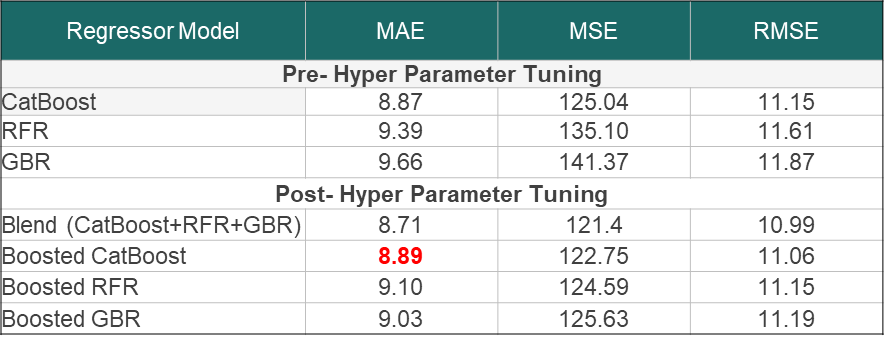 Regressor Model MAE MSE RMSE
Pre- Hyper Parameter Tuning
CatBoost 8.87 125.04 11.15
RFR 9.39 135.10 11.61
GBR 9.66 141.37 11.87
Post- Hyper Parameter Tuning
Blend (CatBoost+RFR+GBR) 8.71 121.4 10.99
Boosted CatBoost 8.89 122.75 11.06
Boosted RFR 9.10 124.59 11.15
Boosted GBR 9.03 125.63 11.19